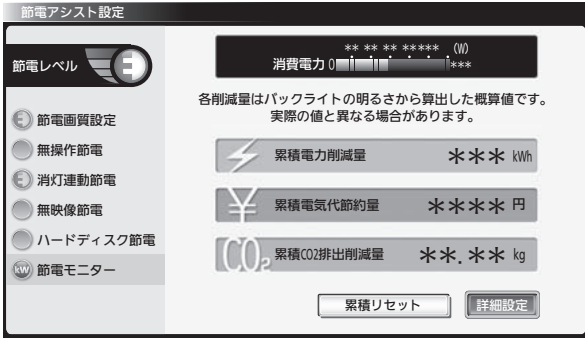 節電アシスト設定
節電レベル
E
** ** ** ***** (W)
消費電力 0 ***
各削減量はバックライトの明るさから算出した概算値です。
実際の値と異なる場合があります。
E 節電画質設定
無操作節電
E 消灯連動節電
無映像節電
ハードディスク節電
kW 節電モニター
累積電力削減量 *** kWh
¥ 累積電気代節約量 **** 円
CO2 累積CO2排出削減量 **.** kg
累積リセット
詳細設定